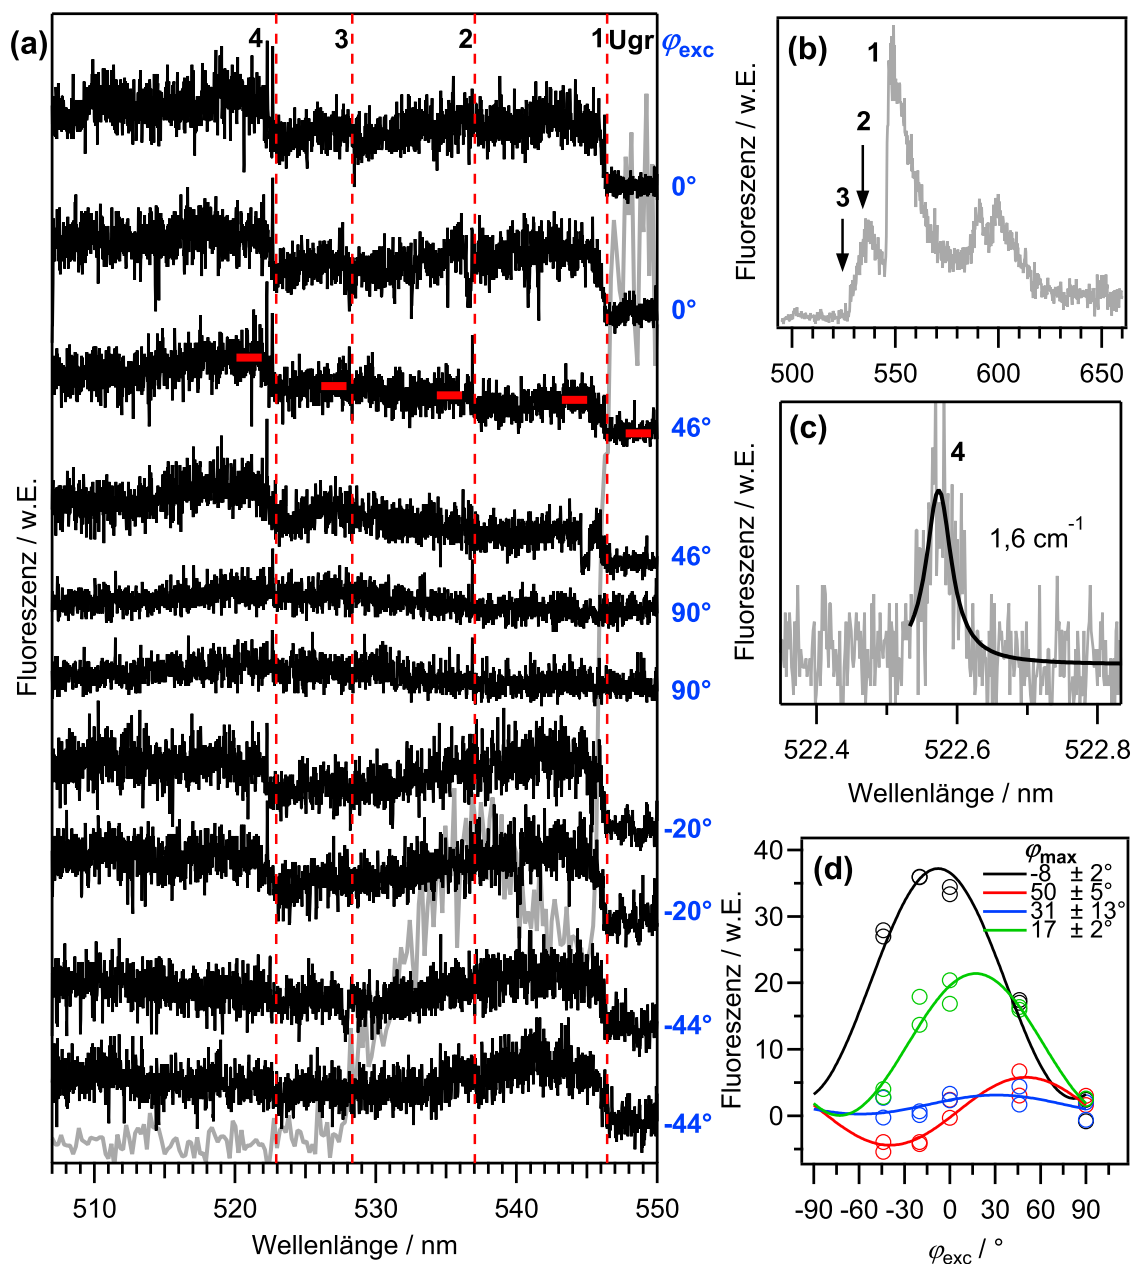 (a)
4
3
2
1
Ugr
φexc
0°
0°
46°
46°
90°
90°
-20°
-20°
-44°
-44°
Fluoreszenz / w.E.
510
520
530
540
550
Wellenlänge / nm
(b)
1
2
3
Fluoreszenz / w.E.
500
550
600
650
(c)
4
1,6 cm⁻¹
Fluoreszenz / w.E.
522.4
522.6
522.8
Wellenlänge / nm
(d)
φmax
-8 ± 2°
50 ± 5°
31 ± 13°
17 ± 2°
Fluoreszenz / w.E.
40
30
20
10
0
-90 -60 -30 0 30 60 90
φexc / °